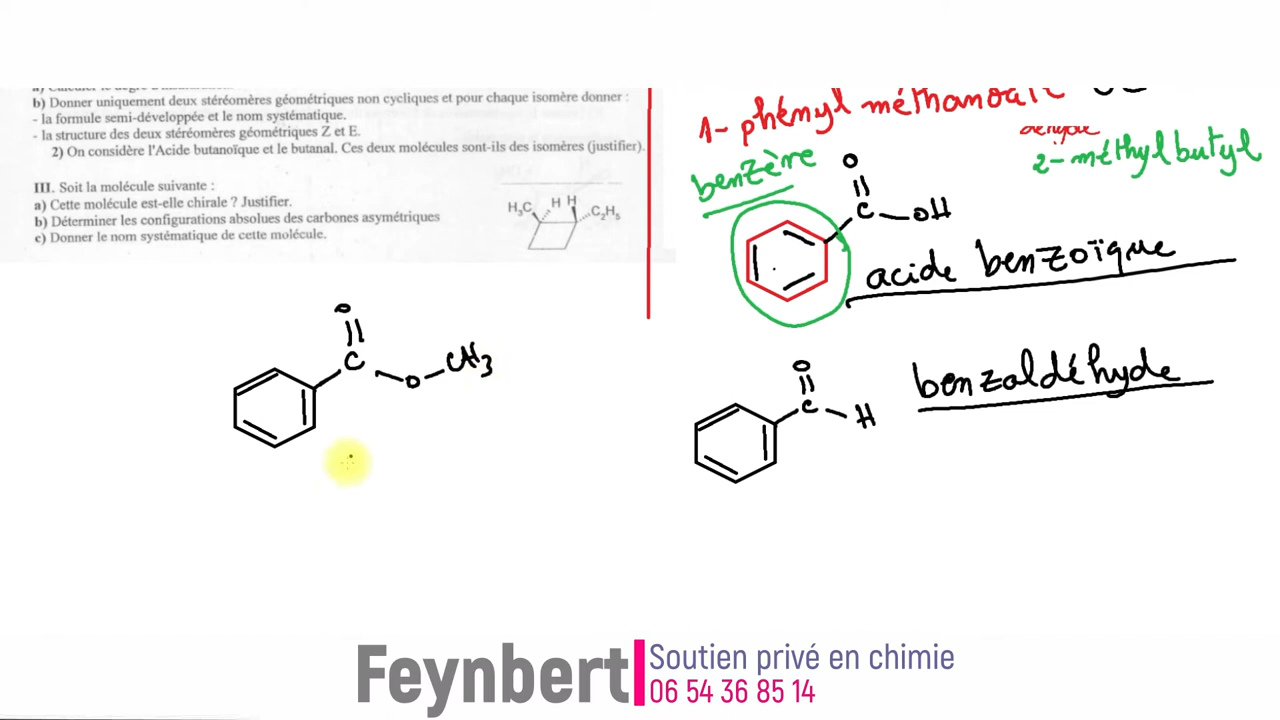 b) Donner uniquement deux stéréomères géométriques non cycliques et pour chaque isomère donner :
- la formule semi-développée et le nom systématique.
- la structure des deux stéréomères géométriques Z et E.
2) On considère l'Acide butanoïque et le butanal. Ces deux molécules sont-ils des isomères (justifier).
III. Soit la molécule suivante :
a) Cette molécule est-elle chirale ? Justifier.
b) Déterminer les configurations absolues des carbones asymétriques
c) Donner le nom systématique de cette molécule.
H3C H H C2H5
1- phényl méthanoate
2- méthylbutyl
benzère
O
C OH
acide benzoïque
O
C O CH3
O
C H
benzaldéhyde
Feynbert
Soutien privé en chimie
06 54 36 85 14